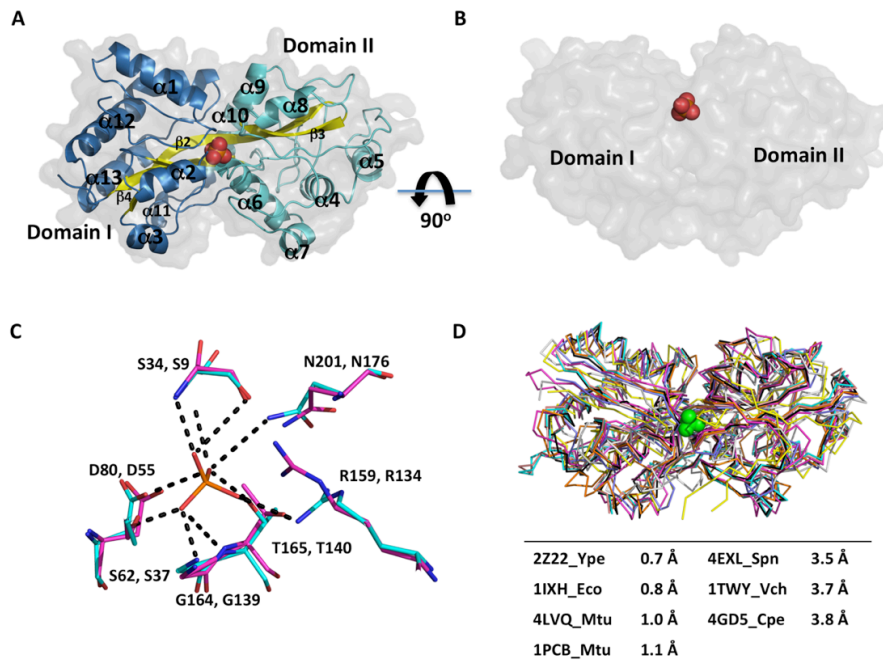 A
Domain II
α9
α1
α10
α8
α12
β2
β3
α13
α2
α5
β4
α6
α4
α11
Domain I
α3
α7
90°
B
Domain I
Domain II
C
S34, S9
N201, N176
D80, D55
R159, R134
T165, T140
S62, S37
G164, G139
D
2Z22_Ype 0.7 Å 4EXL_Spn 3.5 Å
1IXH_Eco 0.8 Å 1TWY_Vch 3.7 Å
4LVQ_Mtu 1.0 Å 4GD5_Cpe 3.8 Å
1PCB_Mtu 1.1 Å